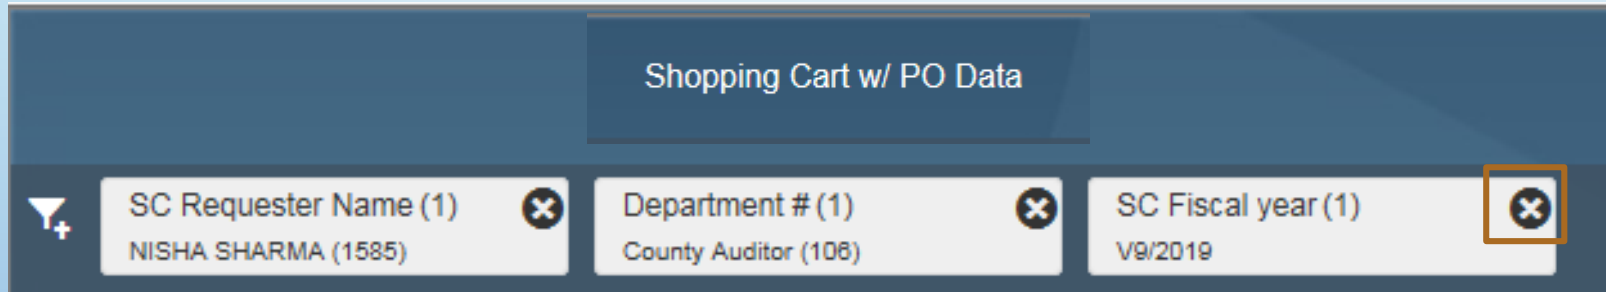 Shopping Cart w/ PO Data
SC Requester Name (1)
NISHA SHARMA (1585)
Department # (1)
County Auditor (106)
SC Fiscal year (1)
V9/2019